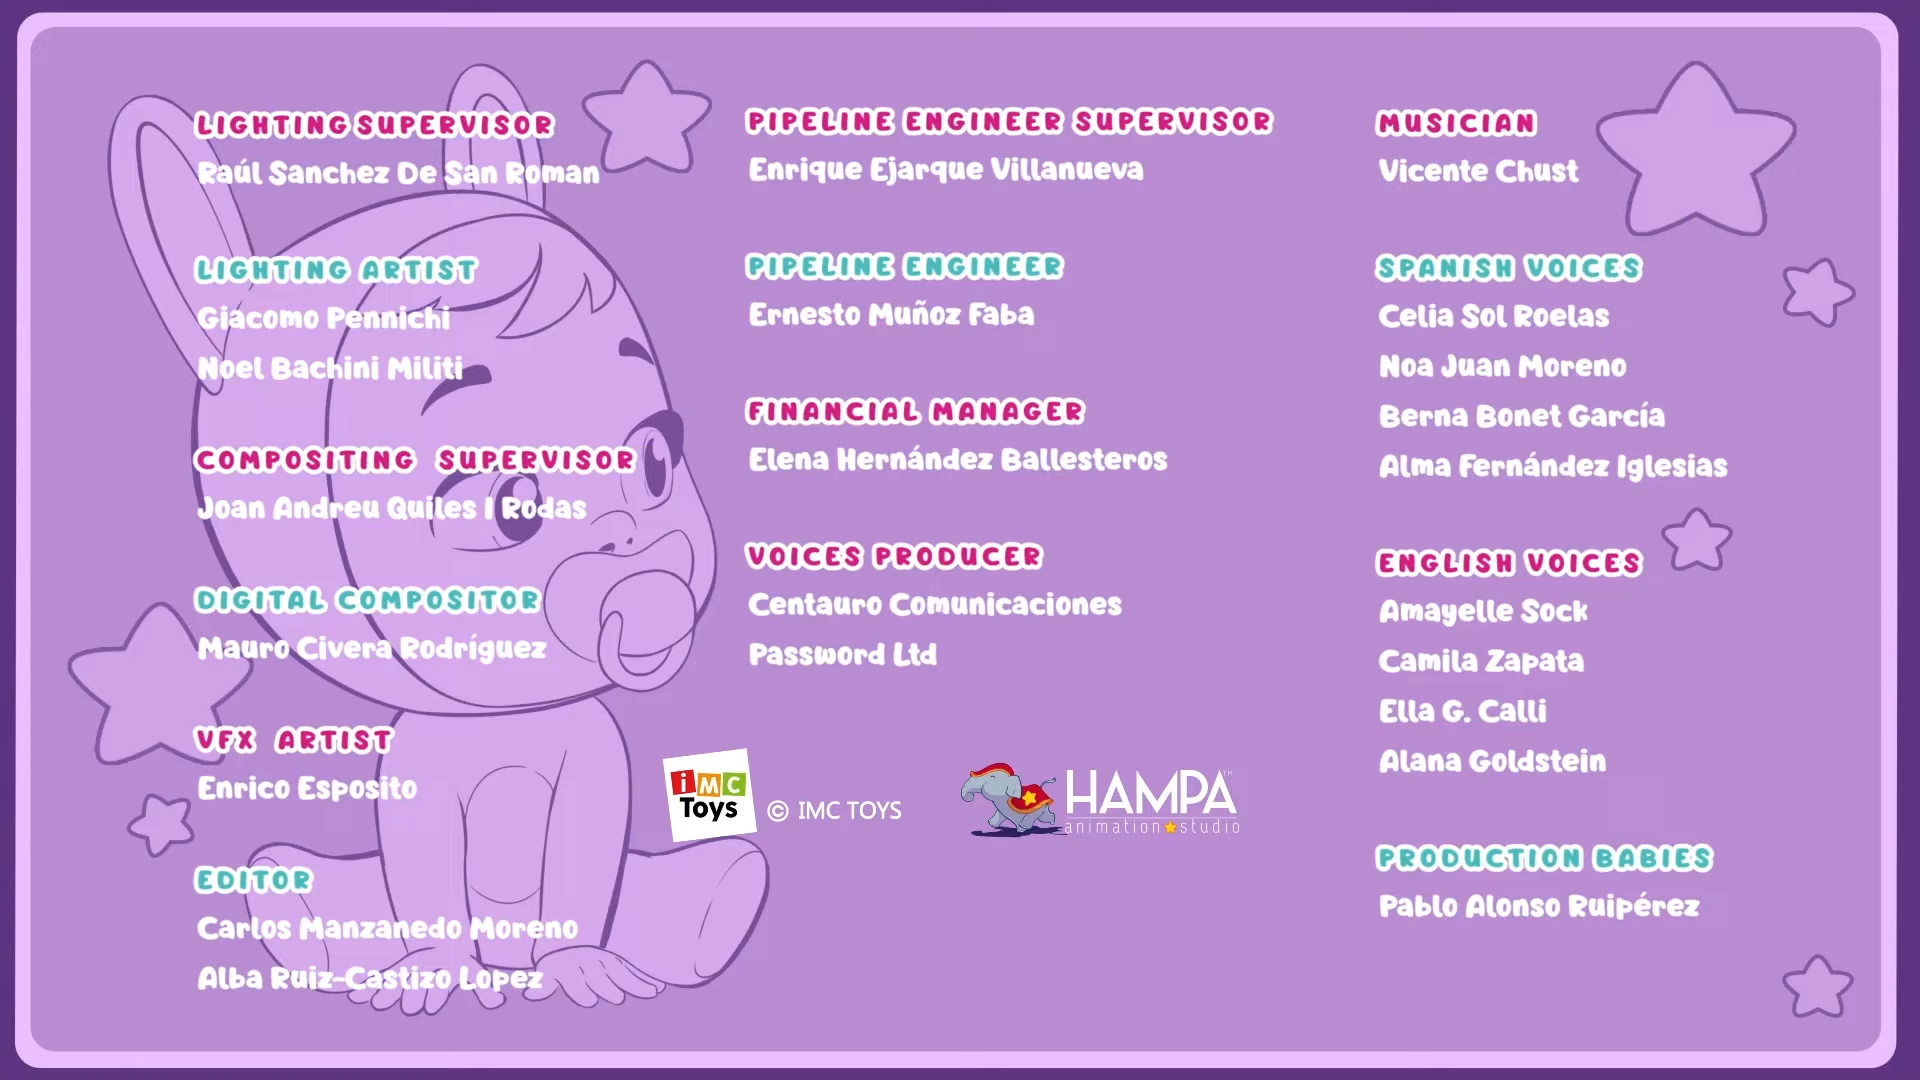 LIGHTING SUPERVISOR
Raúl Sanchez De San Roman
LIGHTING ARTIST
Giacomo Pennichi
Noel Bachini Militi
COMPOSITING SUPERVISOR
Joan Andreu Quiles I Rodas
DIGITAL COMPOSITOR
Mauro Civera Rodríguez
VFX ARTIST
Enrico Esposito
EDITOR
Carlos Manzanedo Moreno
Alba Ruiz-Castizo Lopez
PIPELINE ENGINEER SUPERVISOR
Enrique Ejarque Villanueva
PIPELINE ENGINEER
Ernesto Muñoz Faba
FINANCIAL MANAGER
Elena Hernández Ballesteros
VOICES PRODUCER
Centauro Comunicaciones
Password Ltd
iMC
Toys
© IMC TOYS
HAMPA™
animation studio
MUSICIAN
Vicente Chust
SPANISH VOICES
Celia Sol Roelas
Noa Juan Moreno
Berna Bonet García
Alma Fernández Iglesias
ENGLISH VOICES
Amayelle Sock
Camila Zapata
Ella G. Calli
Alana Goldstein
PRODUCTION BABIES
Pablo Alonso Ruipérez